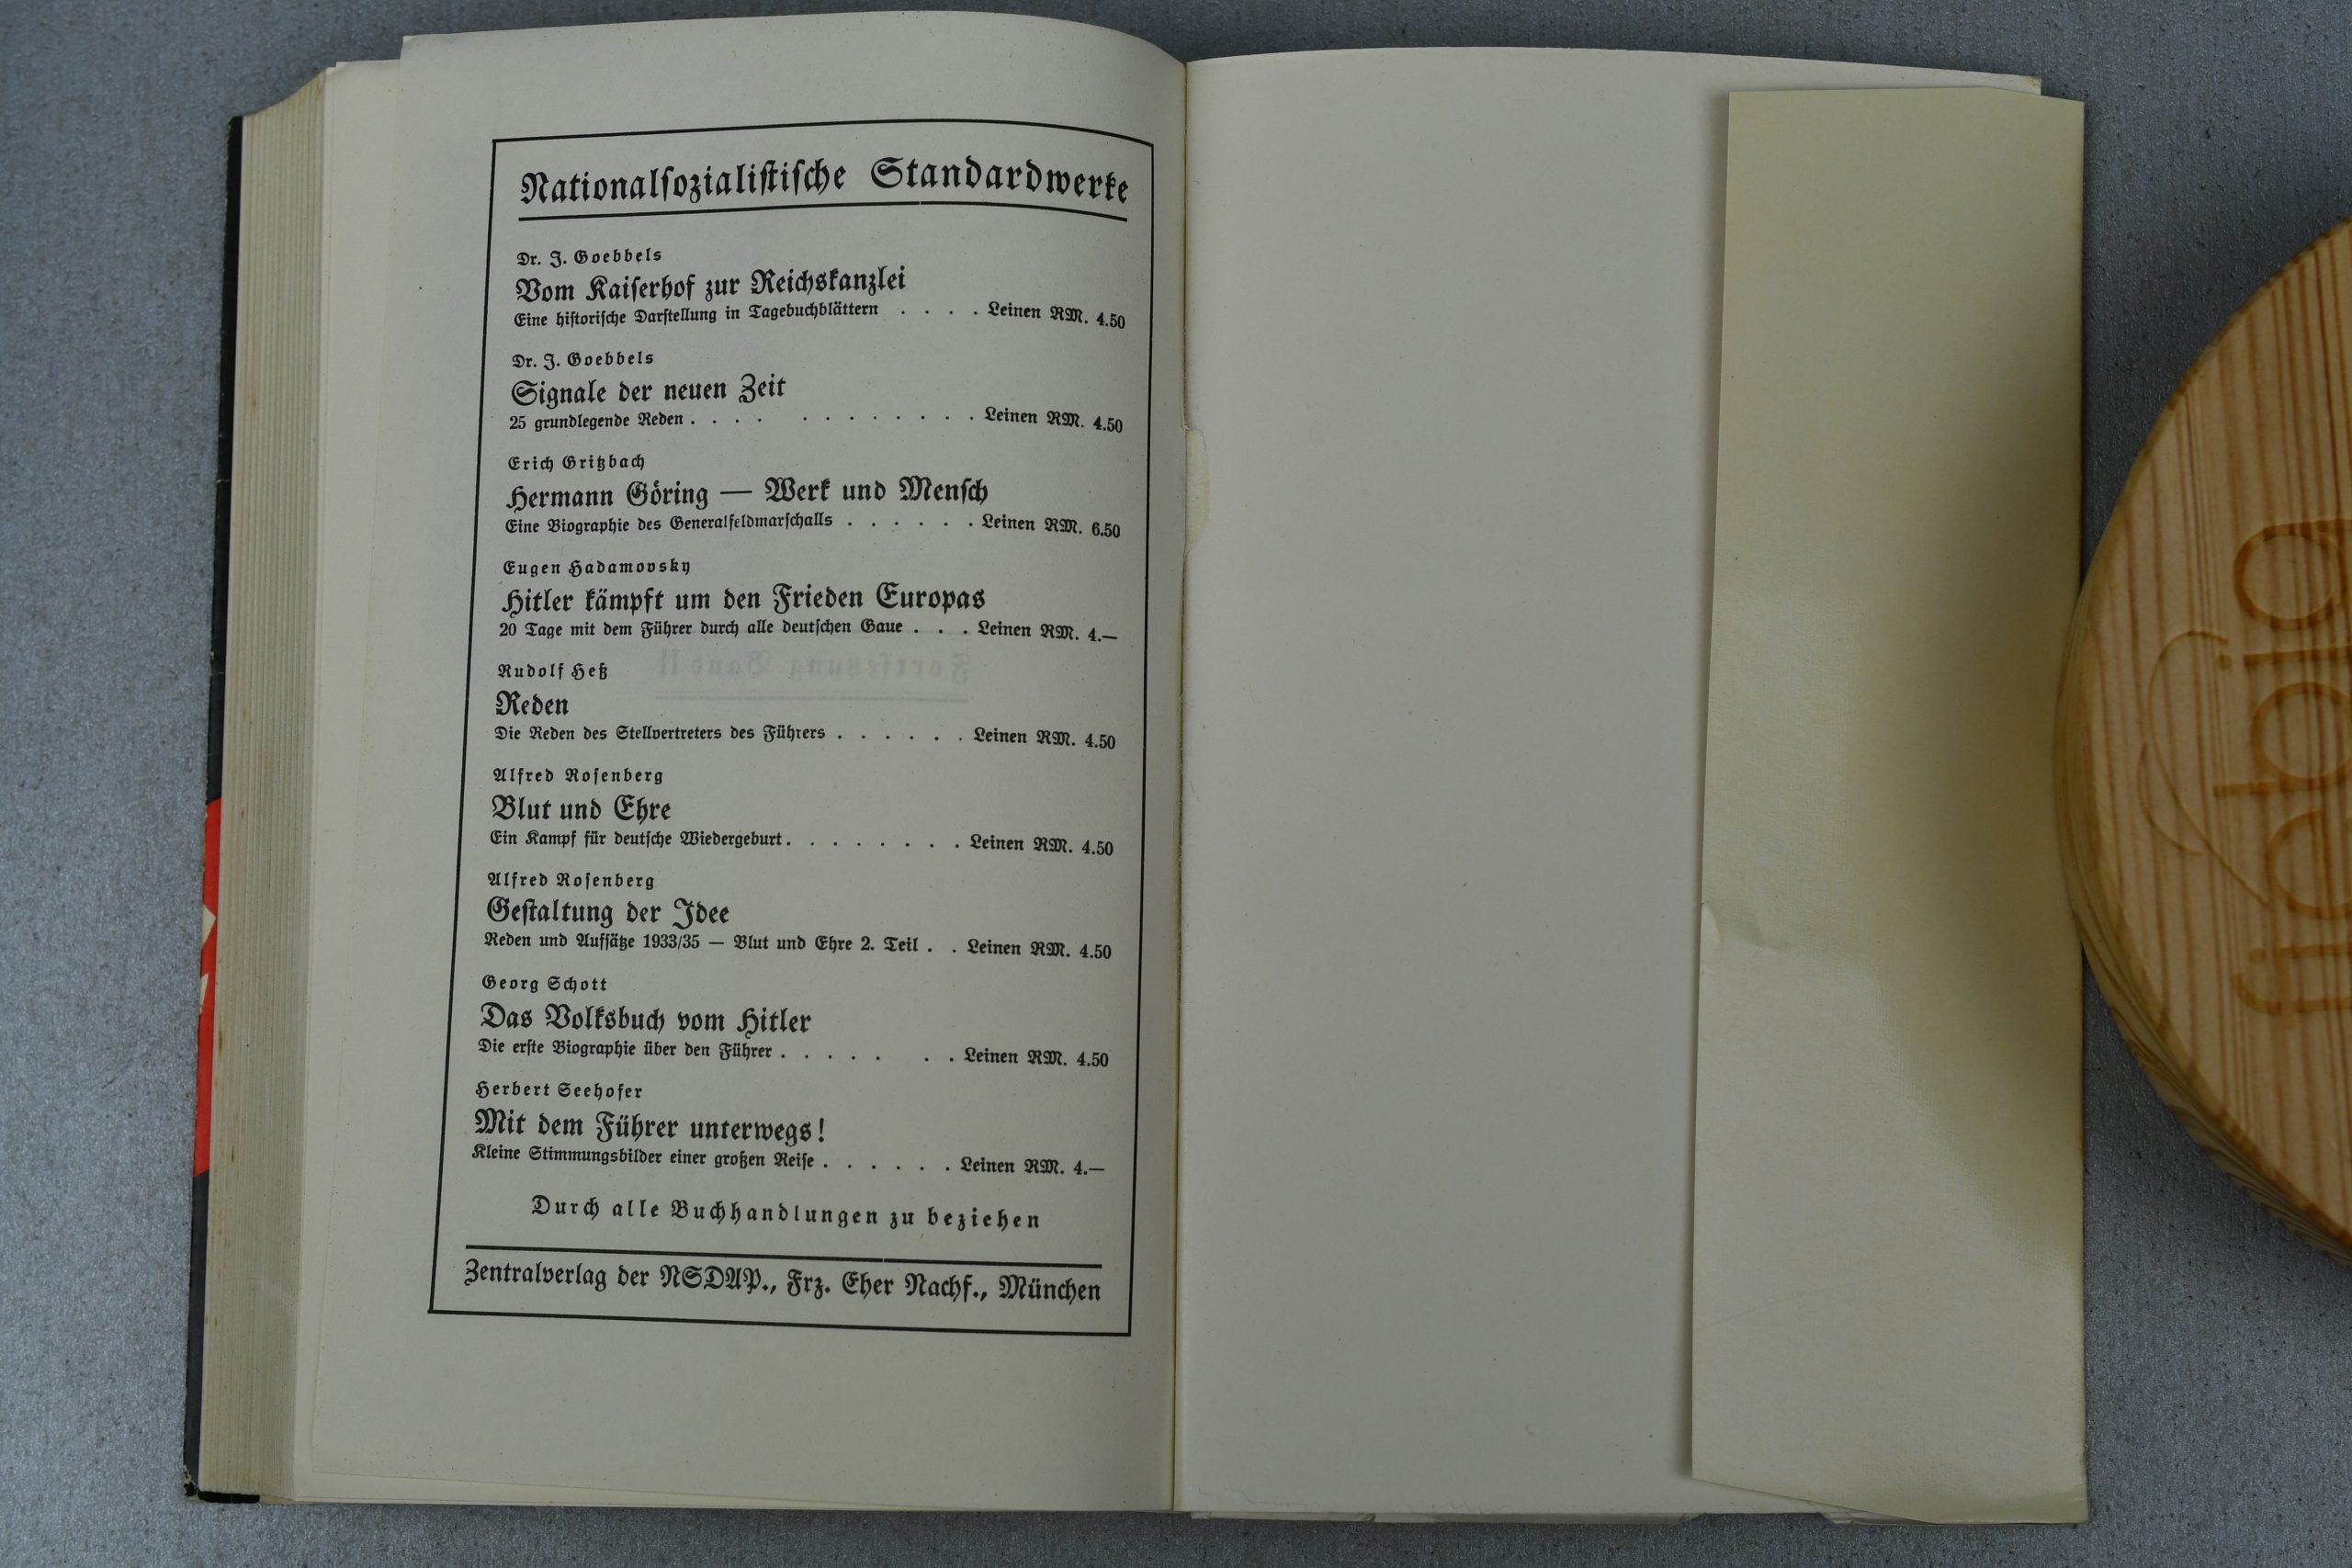 Nationalsozialistische Standardwerke
Dr. J. Goebbels
Vom Kaiserhof zur Reichskanzlei
Eine historische Darstellung in Tagebuchblättern . . . . Leinen RM. 4.50
Dr. J. Goebbels
Signale der neuen Zeit
25 grundlegende Reden . . . . . . . . . . . . Leinen RM. 4.50
Erich Gritzbach
Hermann Göring — Werk und Mensch
Eine Biographie des Generalfeldmarschalls . . . . . . Leinen RM. 6.50
Eugen Hadamovsky
Hitler kämpft um den Frieden Europas
20 Tage mit dem Führer durch alle deutschen Gaue . . . Leinen RM. 4.—
Rudolf Heß
Reden
Die Reden des Stellvertreters des Führers . . . . . . Leinen RM. 4.50
Alfred Rosenberg
Blut und Ehre
Ein Kampf für deutsche Wiedergeburt . . . . . . . . Leinen RM. 4.50
Alfred Rosenberg
Gestaltung der Idee
Reden und Aufsätze 1933/35 — Blut und Ehre 2. Teil . . Leinen RM. 4.50
Georg Schott
Das Volksbuch vom Hitler
Die erste Biographie über den Führer . . . . . . . Leinen RM. 4.50
Herbert Seehofer
Mit dem Führer unterwegs!
Kleine Stimmungsbilder einer großen Reise . . . . . . Leinen RM. 4.—
Durch alle Buchhandlungen zu beziehen
Zentralverlag der NSDAP., Frz. Eher Nachf., München